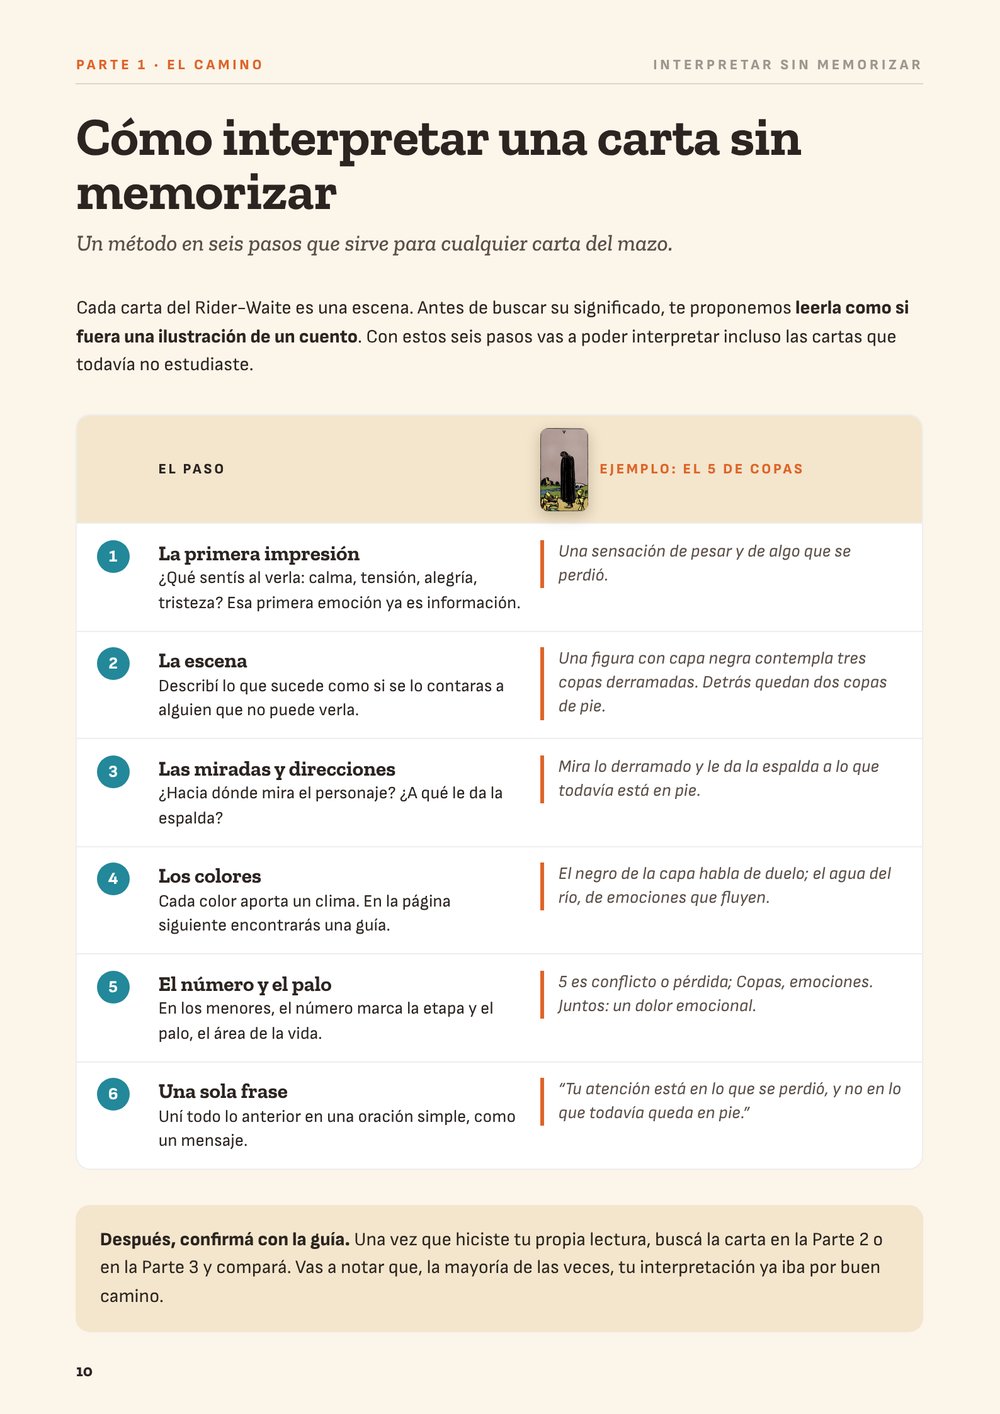 PARTE 1 · EL CAMINO
INTERPRETAR SIN MEMORIZAR
Cómo interpretar una carta sin
memorizar
Un método en seis pasos que sirve para cualquier carta del mazo.
Cada carta del Rider-Waite es una escena. Antes de buscar su significado, te proponemos leerla como si
fuera una ilustración de un cuento. Con estos seis pasos vas a poder interpretar incluso las cartas que
todavía no estudiaste.
EL PASO
EJEMPLO: EL 5 DE COPAS
1
La primera impresión
¿Qué sentís al verla: calma, tensión, alegría,
tristeza? Esa primera emoción ya es información.
Una sensación de pesar y de algo que se
perdió.
2
La escena
Describí lo que sucede como si se lo contaras a
alguien que no puede verla.
Una figura con capa negra contempla tres
copas derramadas. Detrás quedan dos copas
de pie.
3
Las miradas y direcciones
¿Hacia dónde mira el personaje? ¿A qué le da la
espalda?
Mira lo derramado y le da la espalda a lo que
todavía está en pie.
4
Los colores
Cada color aporta un clima. En la página
siguiente encontrarás una guía.
El negro de la capa habla de duelo; el agua del
río, de emociones que fluyen.
5
El número y el palo
En los menores, el número marca la etapa y el
palo, el área de la vida.
5 es conflicto o pérdida; Copas, emociones.
Juntos: un dolor emocional.
6
Una sola frase
Uní todo lo anterior en una oración simple, como
un mensaje.
“Tu atención está en lo que se perdió, y no en lo
que todavía queda en pie.”
Después, confirmá con la guía. Una vez que hiciste tu propia lectura, buscá la carta en la Parte 2 o
en la Parte 3 y compará. Vas a notar que, la mayoría de las veces, tu interpretación ya iba por buen
camino.
10